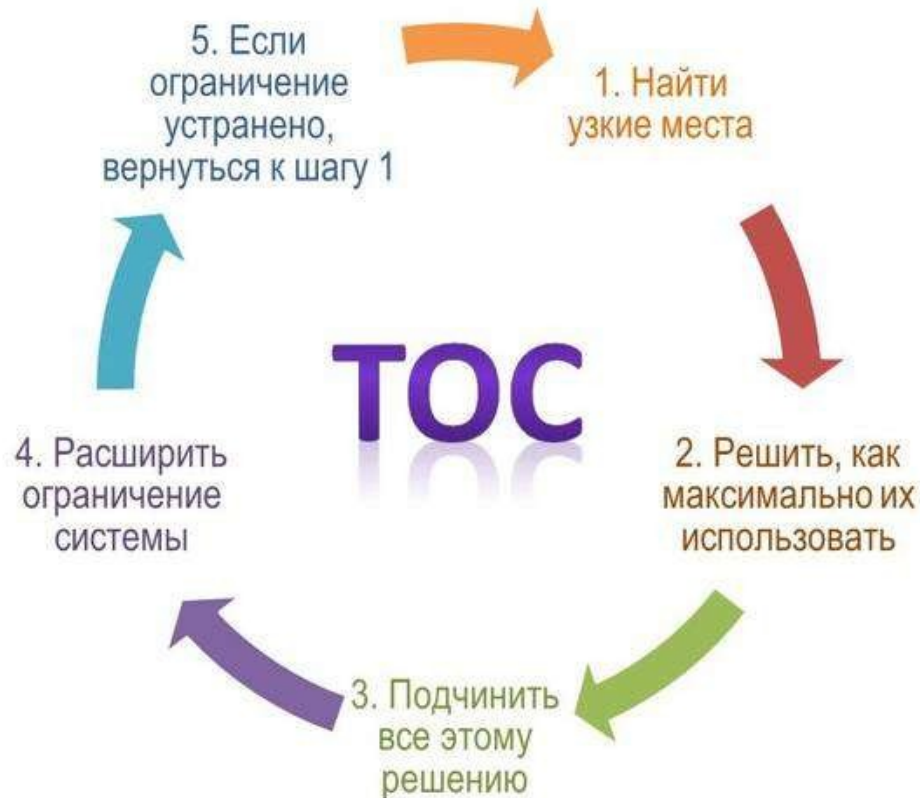 1. Найти
узкие места
2. Решить, как
максимально их
использовать
3. Подчинить
все этому
решению
4. Расширить
ограничение
системы
5. Если
ограничение
устранено,
вернуться к шагу 1
ТОС